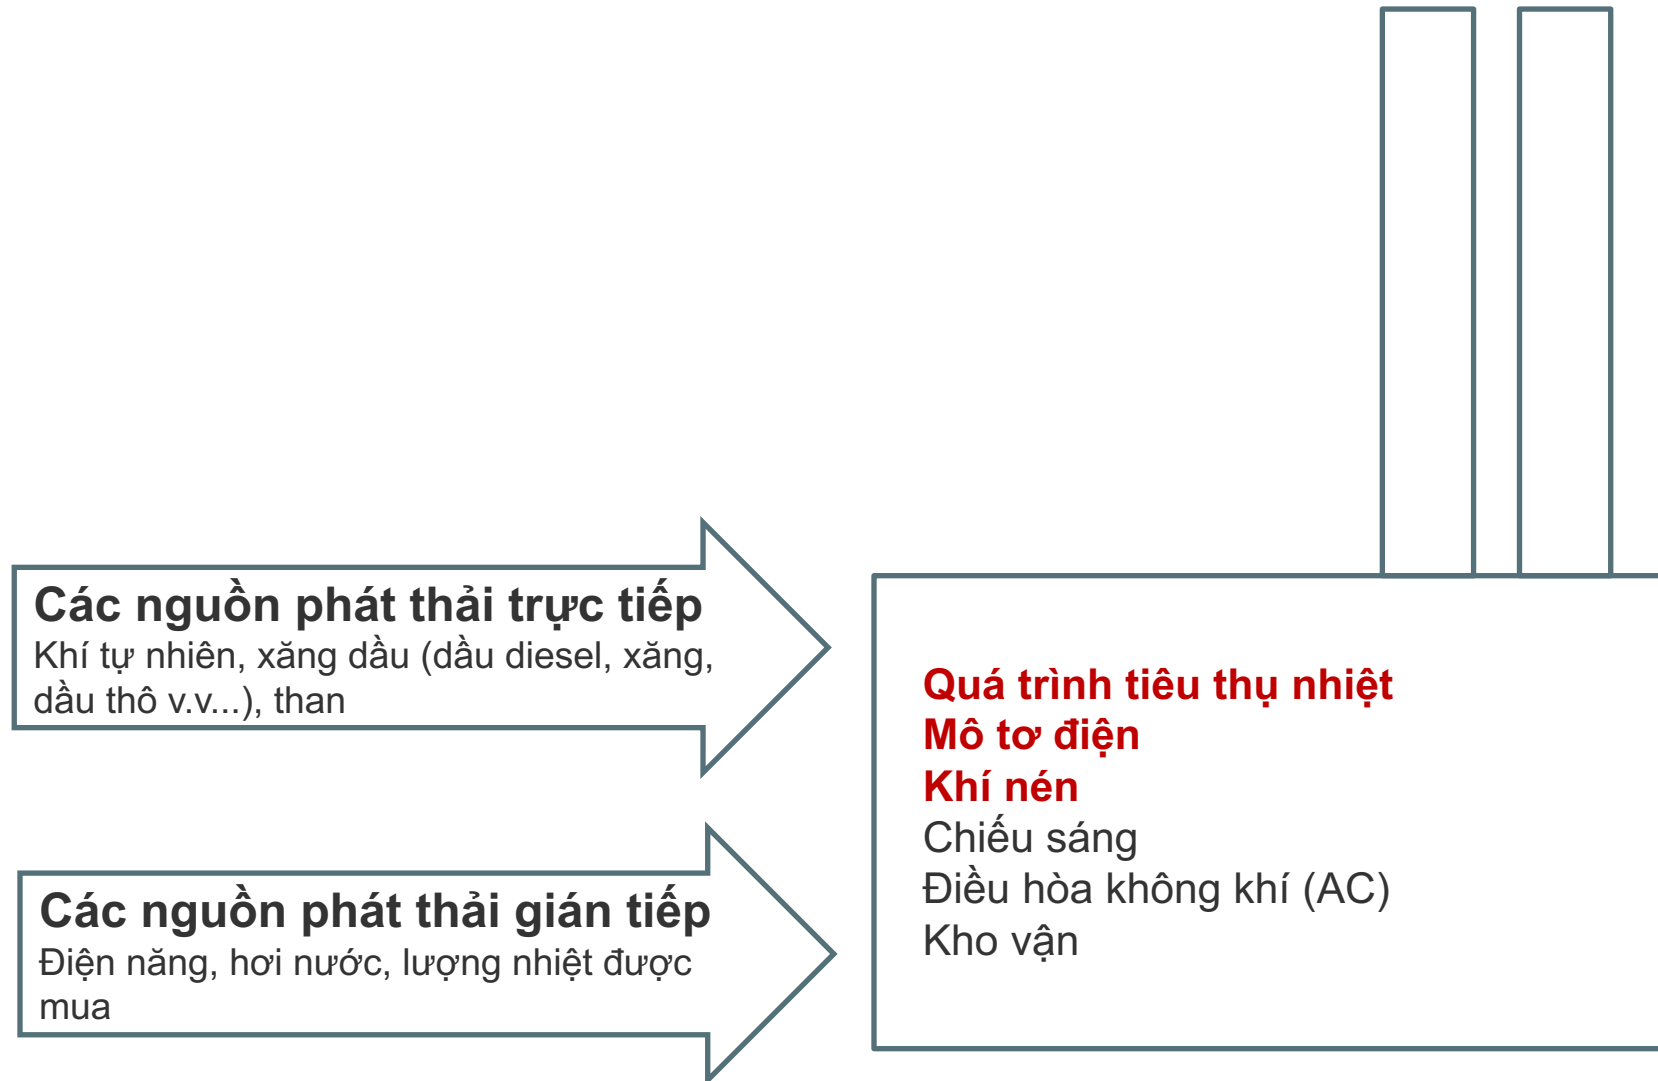 Các nguồn phát thải trực tiếp
Khí tự nhiên, xăng dầu (dầu diesel, xăng,
dầu thô v.v...), than
Các nguồn phát thải gián tiếp
Điện năng, hơi nước, lượng nhiệt được
mua
Quá trình tiêu thụ nhiệt
Mô tơ điện
Khí nén
Chiếu sáng
Điều hòa không khí (AC)
Kho vận